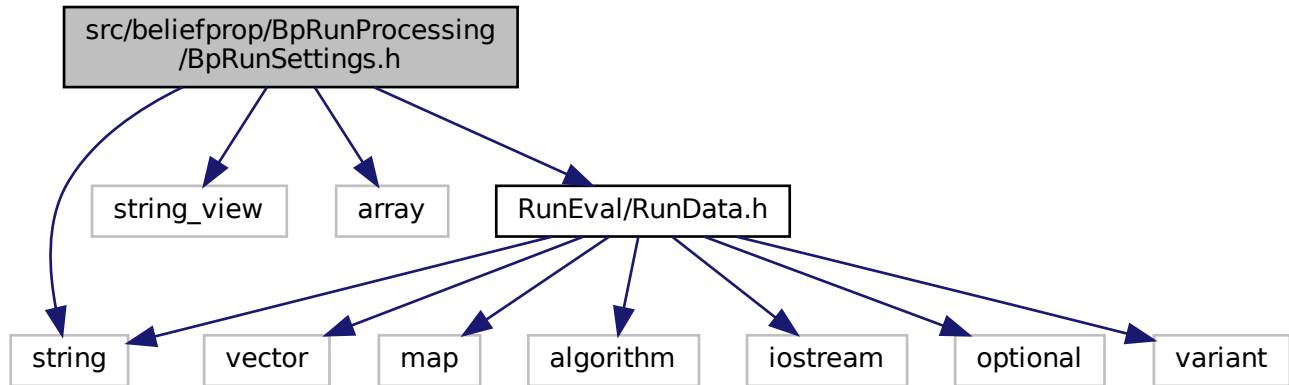 src/beliefprop/BpRunProcessing
/BpRunSettings.h
string_view
array
RunEval/RunData.h
string
vector
map
algorithm
iostream
optional
variant